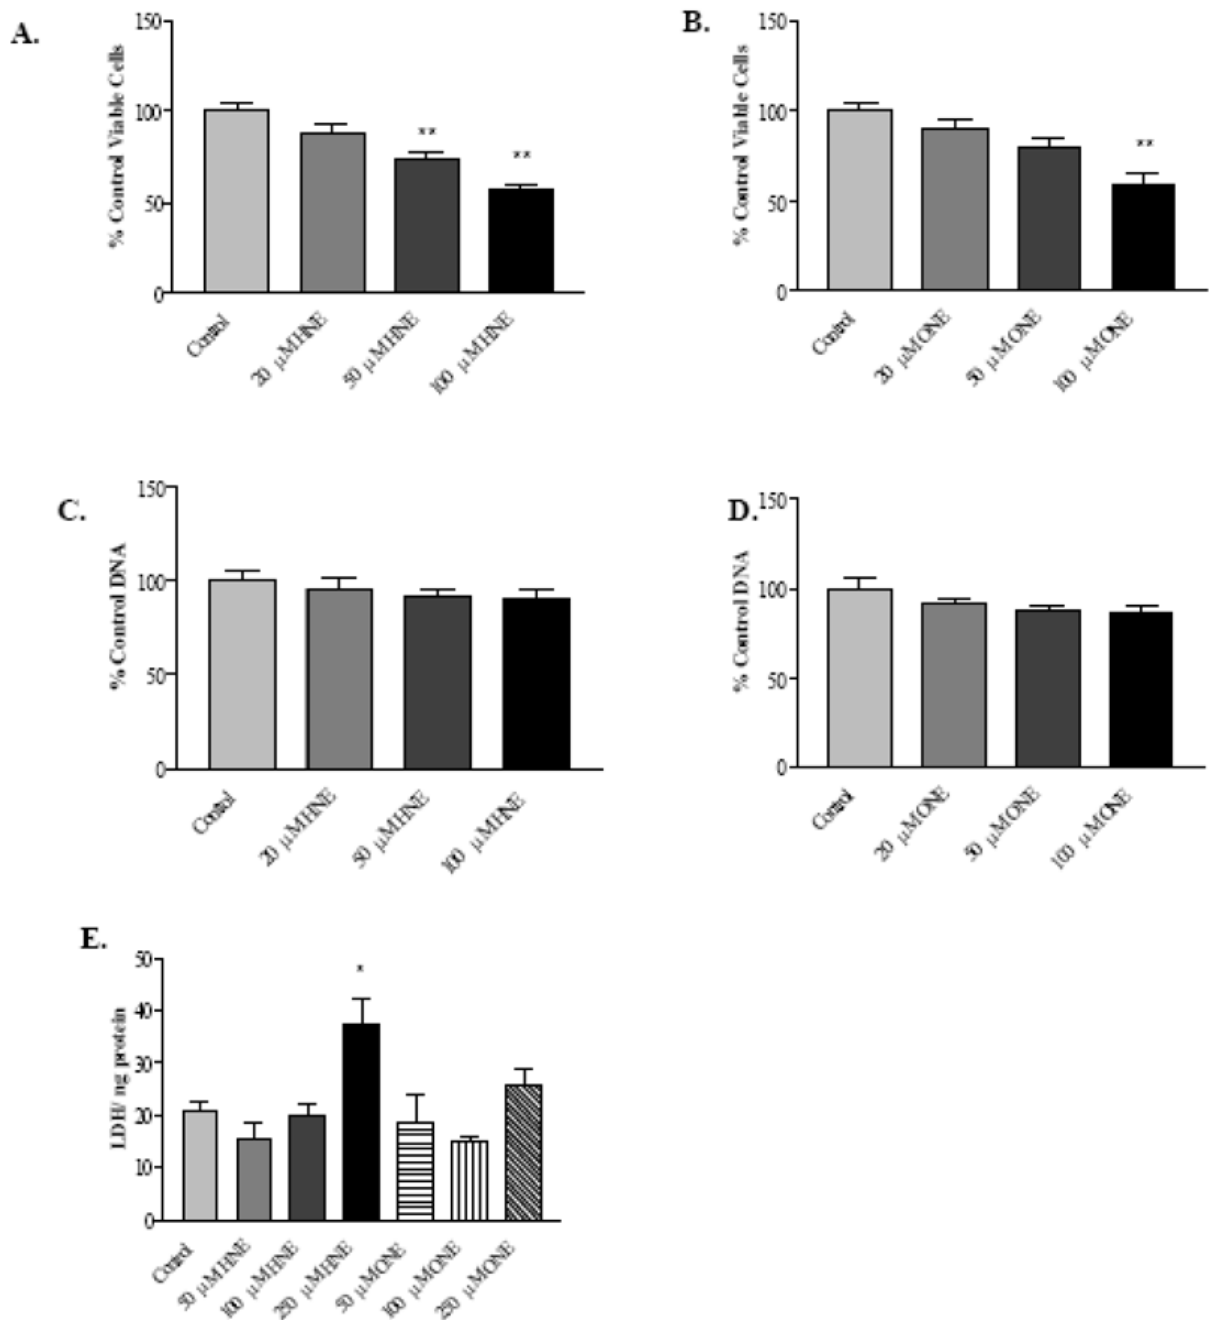 A.
% Control Viable Cells
150
100
50
0
**
**
Control
20 μM HNE
50 μM HNE
100 μM HNE
B.
% Control Viable Cells
150
100
50
0
**
Control
20 μM ONE
50 μM ONE
100 μM ONE
C.
% Control DNA
150
100
50
0
Control
20 μM HNE
50 μM HNE
100 μM HNE
D.
% Control DNA
150
100
50
0
Control
20 μM ONE
50 μM ONE
100 μM ONE
E.
LDH/ ng protein
50
40
30
20
10
0
*
Control
50 μM HNE
100 μM HNE
250 μM HNE
50 μM ONE
100 μM ONE
250 μM ONE